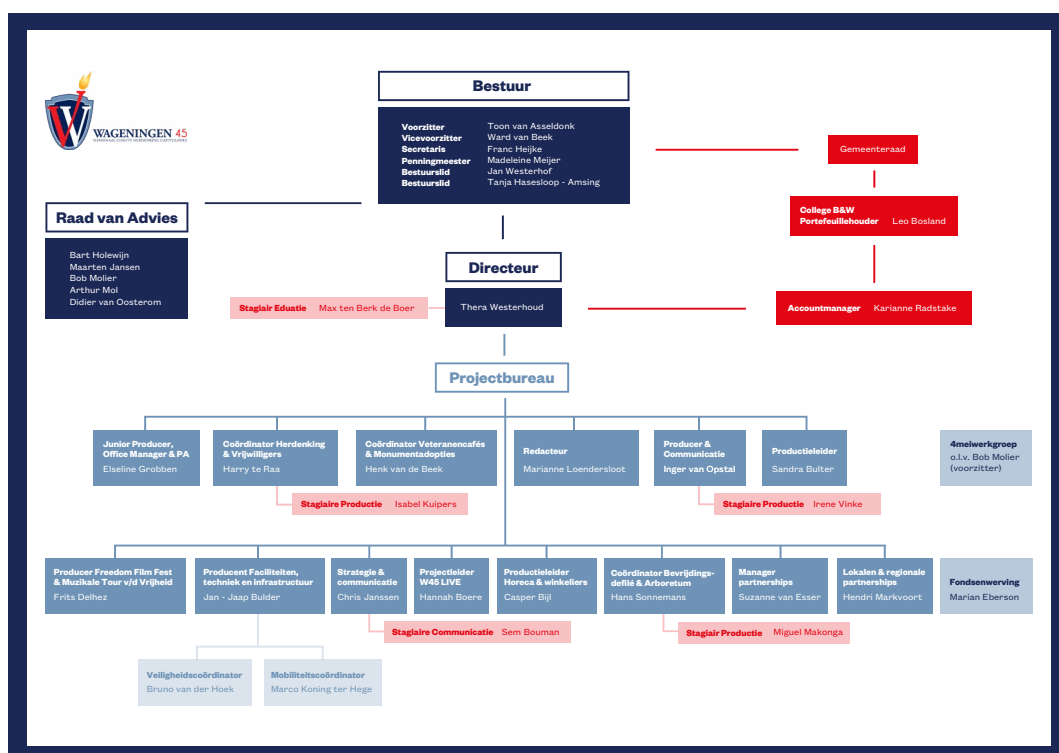 Bestuur
Voorzitter Toon van Asseldonk
Vicevoorzitter Ward van Beek
Secretaris Franc Heijke
Penningmeester Madeleine Meijer
Bestuurslid Jan Westerhof
Bestuurslid Tanja Hasesloop - Amsing
WAGENINGEN 45
Gemeenteraad
College B&W
Portefeuillehouder Leo Bosland
Raad van Advies
Bart Holewijn
Maarten Jansen
Bob Molier
Arthur Mol
Didier van Oosterom
Directeur
Thera Westerhoud
Stagiair Eduatie Max ten Berk de Boer
Accountmanager Karianne Radstake
Projectbureau
Junior Producer,
Office Manager & PA
Elseline Grobben
Coördinator Herdenking
& Vrijwilligers
Harry te Raa
Coördinator Veteranencafés
& Monumentadopties
Henk van de Beek
Redacteur
Marianne Loendersloot
Producer &
Communicatie
Inger van Opstal
Productieleider
Sandra Bulter
4meiwerkgroep
o.l.v. Bob Molier
(voorzitter)
Stagiaire Productie Isabel Kuipers
Stagiaire Productie Irene Vinke
Producer Freedom Film Fest
& Muzikale Tour v/d Vrijheid
Frits Delhez
Producent Faciliteiten,
techniek en infrastructuur
Jan - Jaap Bulder
Strategie &
communicatie
Chris Janssen
Projectleider
W45 LIVE
Hannah Boere
Productieleider
Horeca & winkeliers
Casper Bijl
Coördinator Bevrijdings-
defilé & Arboretum
Hans Sonnemans
Manager
partnerships
Suzanne van Esser
Lokalen & regionale
partnerships
Hendri Markvoort
Fondsenwerving
Marian Eberson
Stagiaire Communicatie Sem Bouman
Stagiair Productie Miguel Makonga
Veiligheidscoördinator
Bruno van der Hoek
Mobiliteitscoördinator
Marco Koning ter Hege